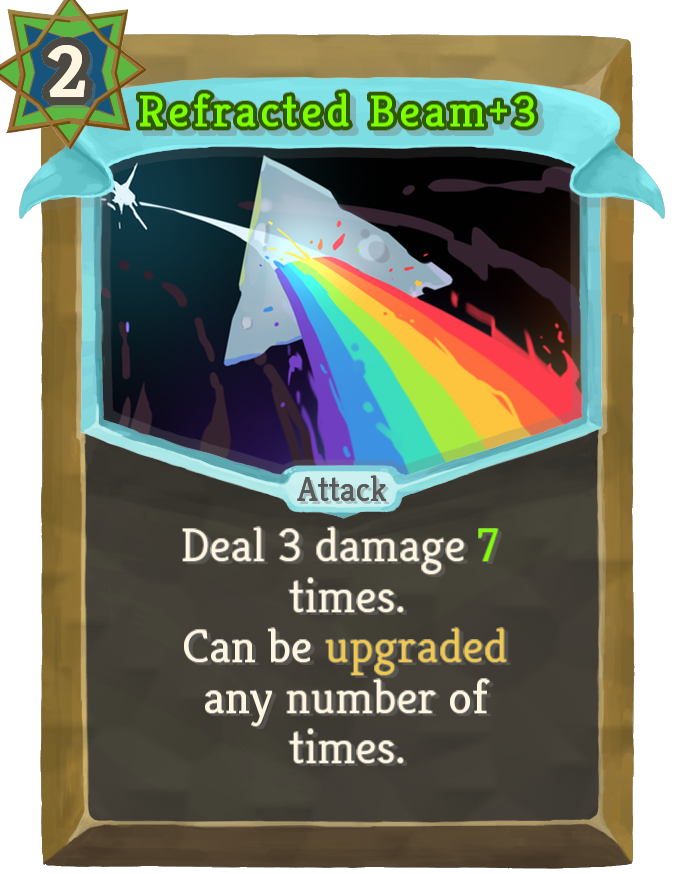 2
Refracted Beam+3
Attack
Deal 3 damage 7
times.
Can be upgraded
any number of
times.